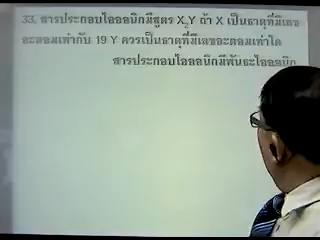 33. สารประกอบไอออนิกมีสูตร X₂Y ถ้า X เป็นธาตุที่มีเลข
อะตอมเท่ากับ 19 Y ควรเป็นธาตุที่มีเลขอะตอมเท่าใด
สารประกอบไอออนิกมีพันธะไอออนิก